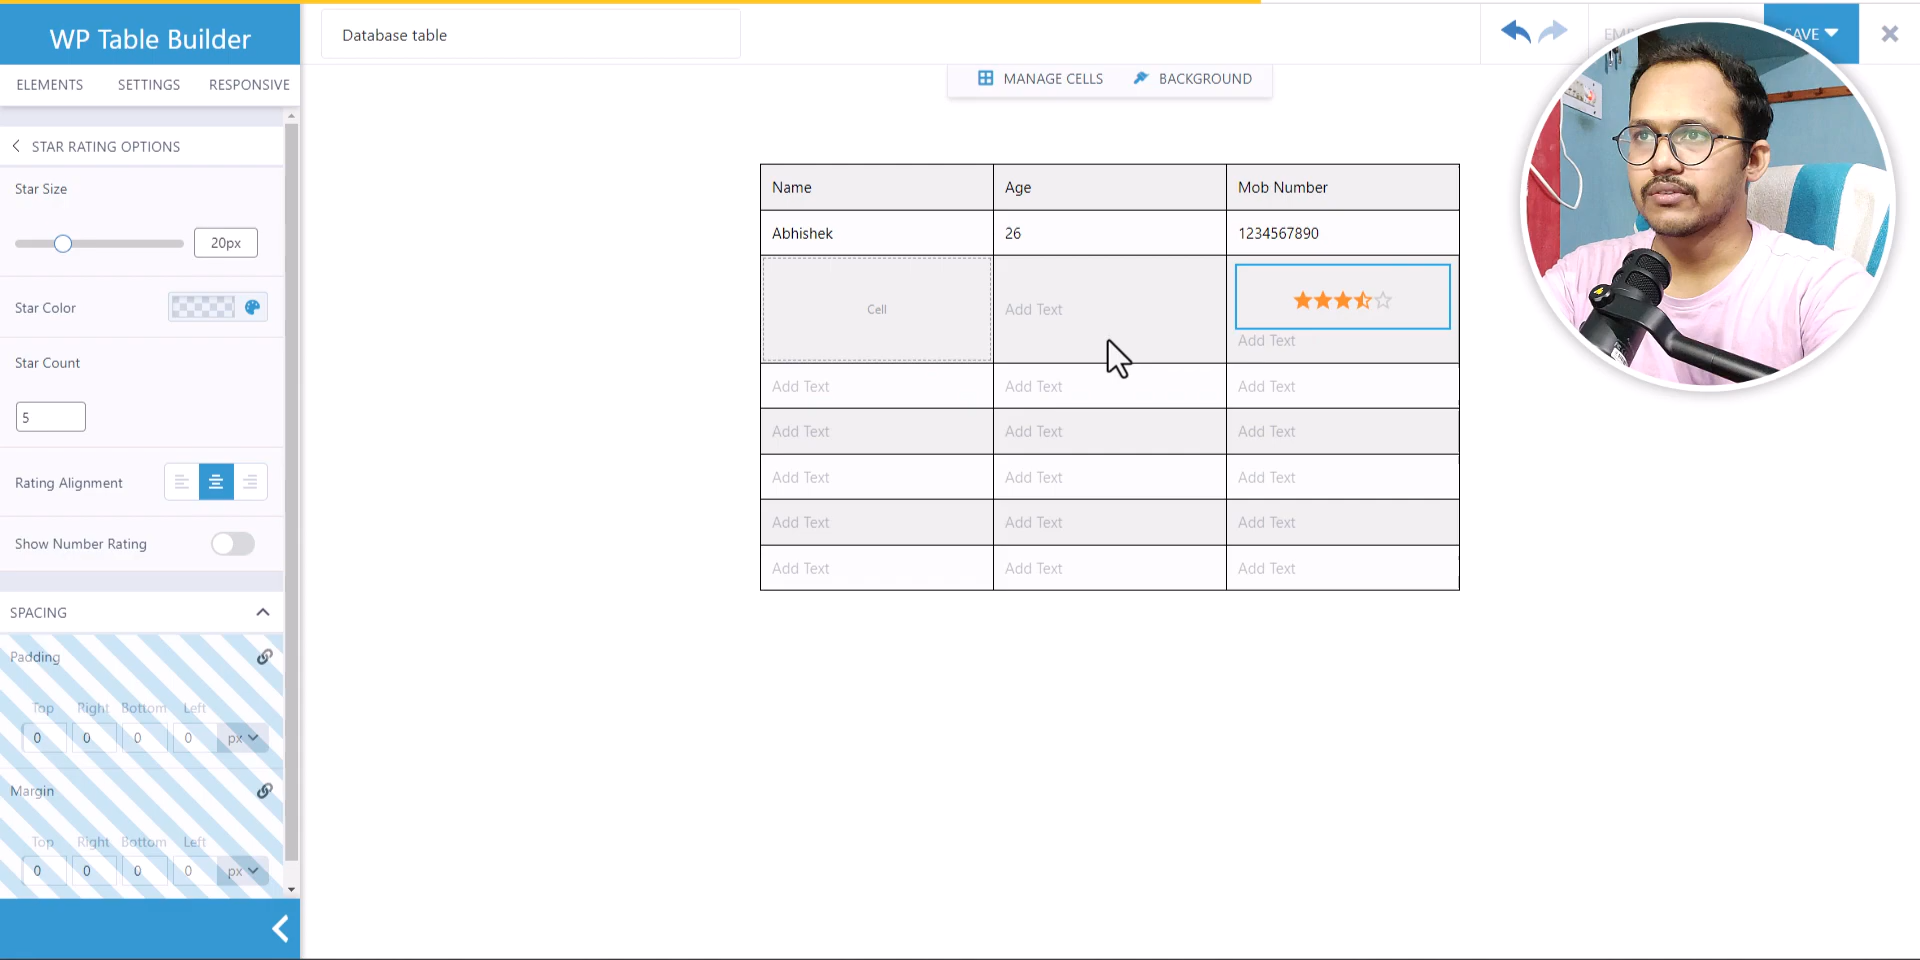 WP Table Builder
Database table
SAVE
ELEMENTS SETTINGS RESPONSIVE
MANAGE CELLS BACKGROUND
STAR RATING OPTIONS
Star Size
20px
Star Color
Star Count
5
Rating Alignment
Show Number Rating
SPACING
Padding
Top Right Bottom Left
0 0 0 0 px
Margin
Top Right Bottom Left
0 0 0 0 px
Name Age Mob Number
Abhishek 26 1234567890
Cell Add Text
Add Text
Add Text Add Text Add Text
Add Text Add Text Add Text
Add Text Add Text Add Text
Add Text Add Text Add Text
Add Text Add Text Add Text